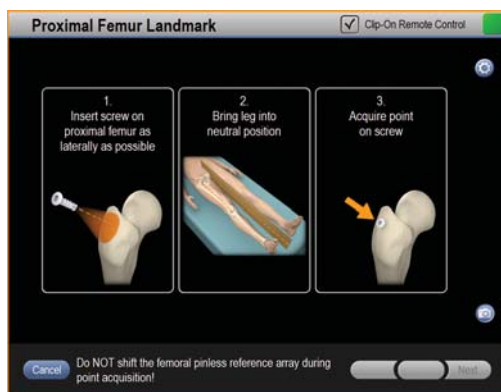 Proximal Femur Landmark
Clip-On Remote Control
1.
Insert screw on
proximal femur as
laterally as possible
2.
Bring leg into
neutral position
3.
Acquire point
on screw
Cancel
Do NOT shift the femoral pinless reference array during
point acquisition!
Next